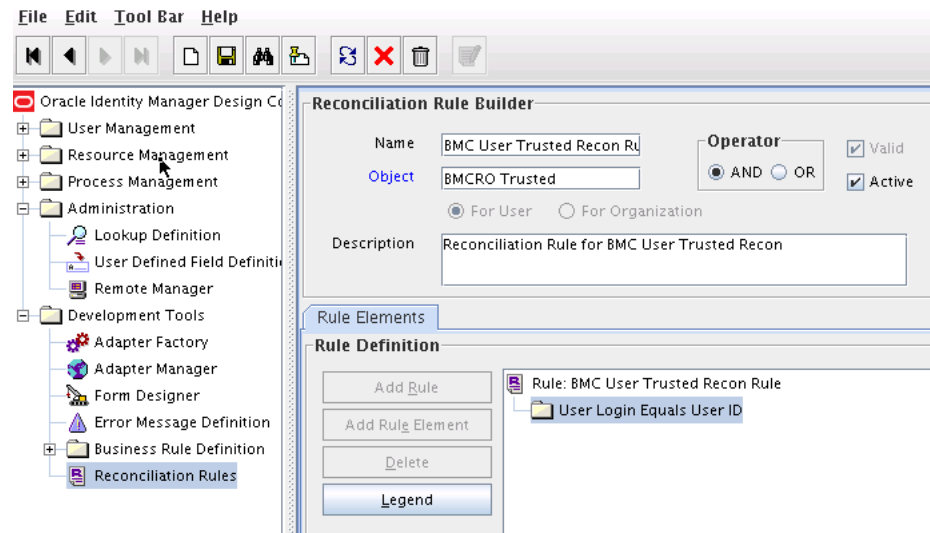 File Edit Tool Bar Help
Oracle Identity Manager Design Co
User Management
Resource Management
Process Management
Administration
Lookup Definition
User Defined Field Definiti
Remote Manager
Development Tools
Adapter Factory
Adapter Manager
Form Designer
Error Message Definition
Business Rule Definition
Reconciliation Rules
Reconciliation Rule Builder
Name BMC User Trusted Recon Ru
Object BMCRO Trusted
Operator
AND OR
Valid
Active
For User For Organization
Description Reconciliation Rule for BMC User Trusted Recon
Rule Elements
Rule Definition
Add Rule
Add Rule Element
Delete
Legend
Rule: BMC User Trusted Recon Rule
User Login Equals User ID